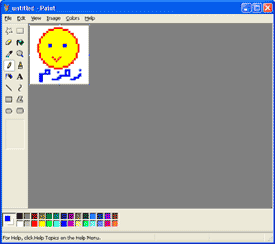 untitled - Paint
File Edit View Image Colors Help
For Help, click Help Topics on the Help Menu.